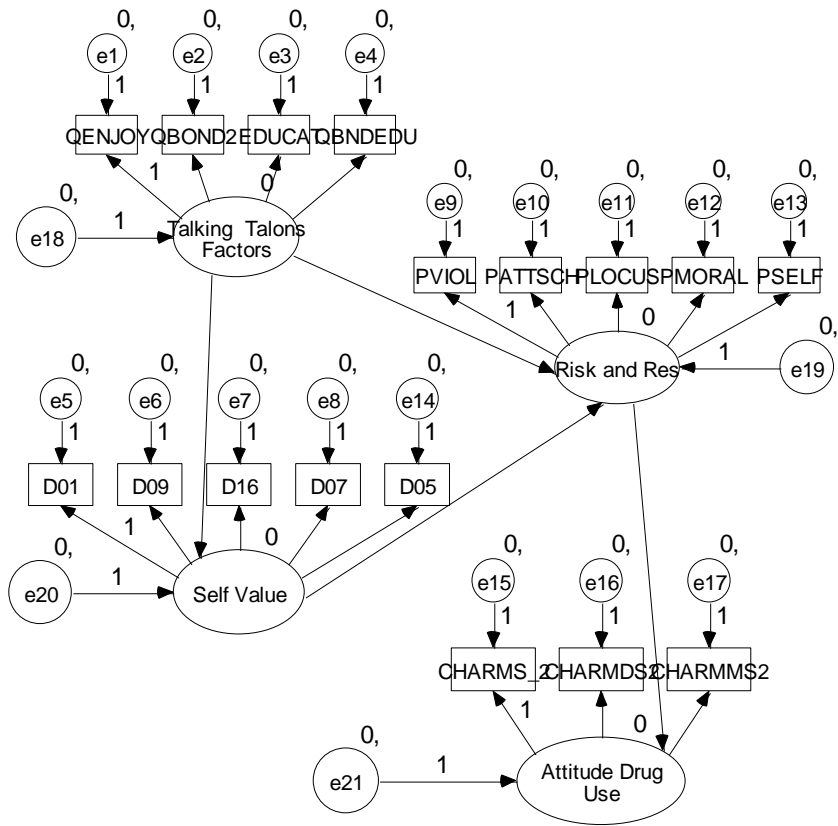 0, 0, 0, 0,
e1 e2 e3 e4
1 1 1 1
QENJOY QBOND2 EDUCAT QBNDEDU
1 0
0, 0, 0, 0, 0,
e9 e10 e11 e12 e13
1 1 1 1 1
0,
e18 1 Talking Talons
Factors
PVIOL PATTSCH PLOCUS PMORAL PSELF
1 0
0,
Risk and Res 1 e19
0, 0, 0, 0, 0,
e5 e6 e7 e8 e14
1 1 1 1 1
D01 D09 D16 D07 D05
1 0
0,
e20 1 Self Value
0, 0, 0,
e15 e16 e17
1 1 1
CHARMS_2 CHARMDS2 CHARMMS2
1 0
0,
e21 1 Attitude Drug
Use